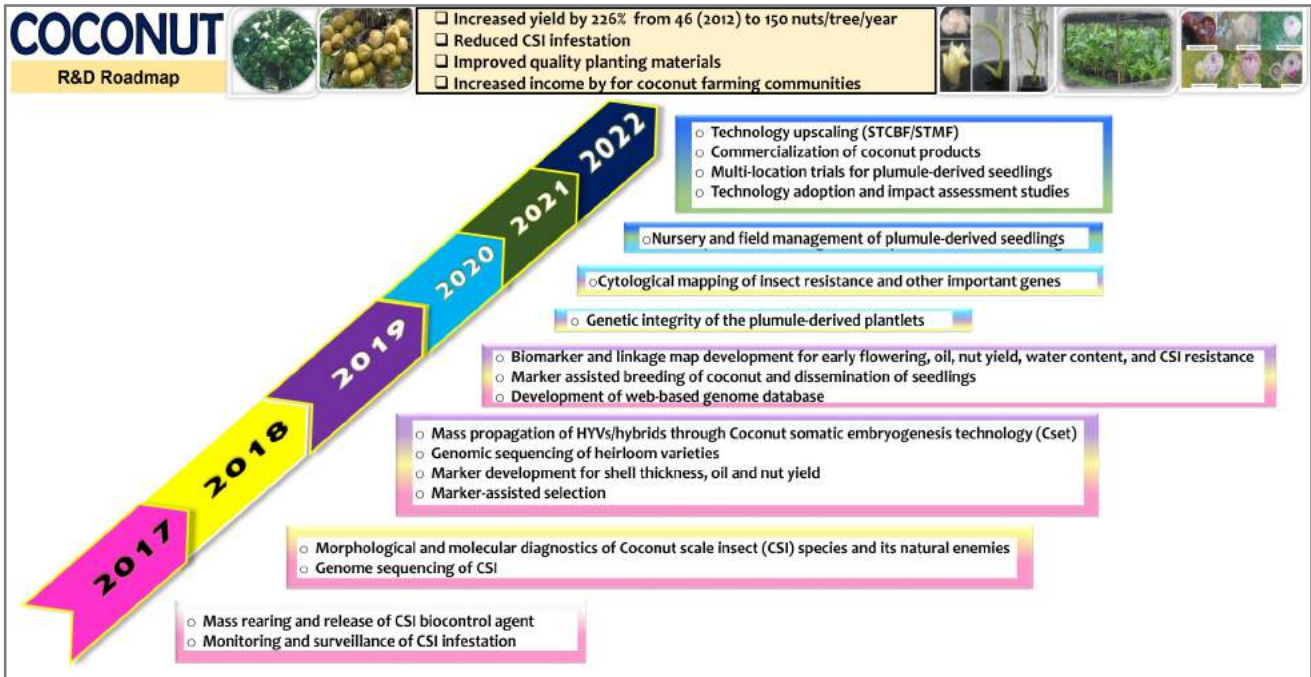 COCONUT
R&D Roadmap
❑ Increased yield by 226% from 46 (2012) to 150 nuts/tree/year
❑ Reduced CSI infestation
❑ Improved quality planting materials
❑ Increased income by for coconut farming communities
2022
○ Technology upscaling (STCBF/STMF)
○ Commercialization of coconut products
○ Multi-location trials for plumule-derived seedlings
○ Technology adoption and impact assessment studies
2021
○Nursery and field management of plumule-derived seedlings
2020
○Cytological mapping of insect resistance and other important genes
○ Genetic integrity of the plumule-derived plantlets
2019
○ Biomarker and linkage map development for early flowering, oil, nut yield, water content, and CSI resistance
○ Marker assisted breeding of coconut and dissemination of seedlings
○ Development of web-based genome database
2018
○ Mass propagation of HYVs/hybrids through Coconut somatic embryogenesis technology (Cset)
○ Genomic sequencing of heirloom varieties
○ Marker development for shell thickness, oil and nut yield
○ Marker-assisted selection
2017
○ Morphological and molecular diagnostics of Coconut scale insect (CSI) species and its natural enemies
○ Genome sequencing of CSI
○ Mass rearing and release of CSI biocontrol agent
○ Monitoring and surveillance of CSI infestation